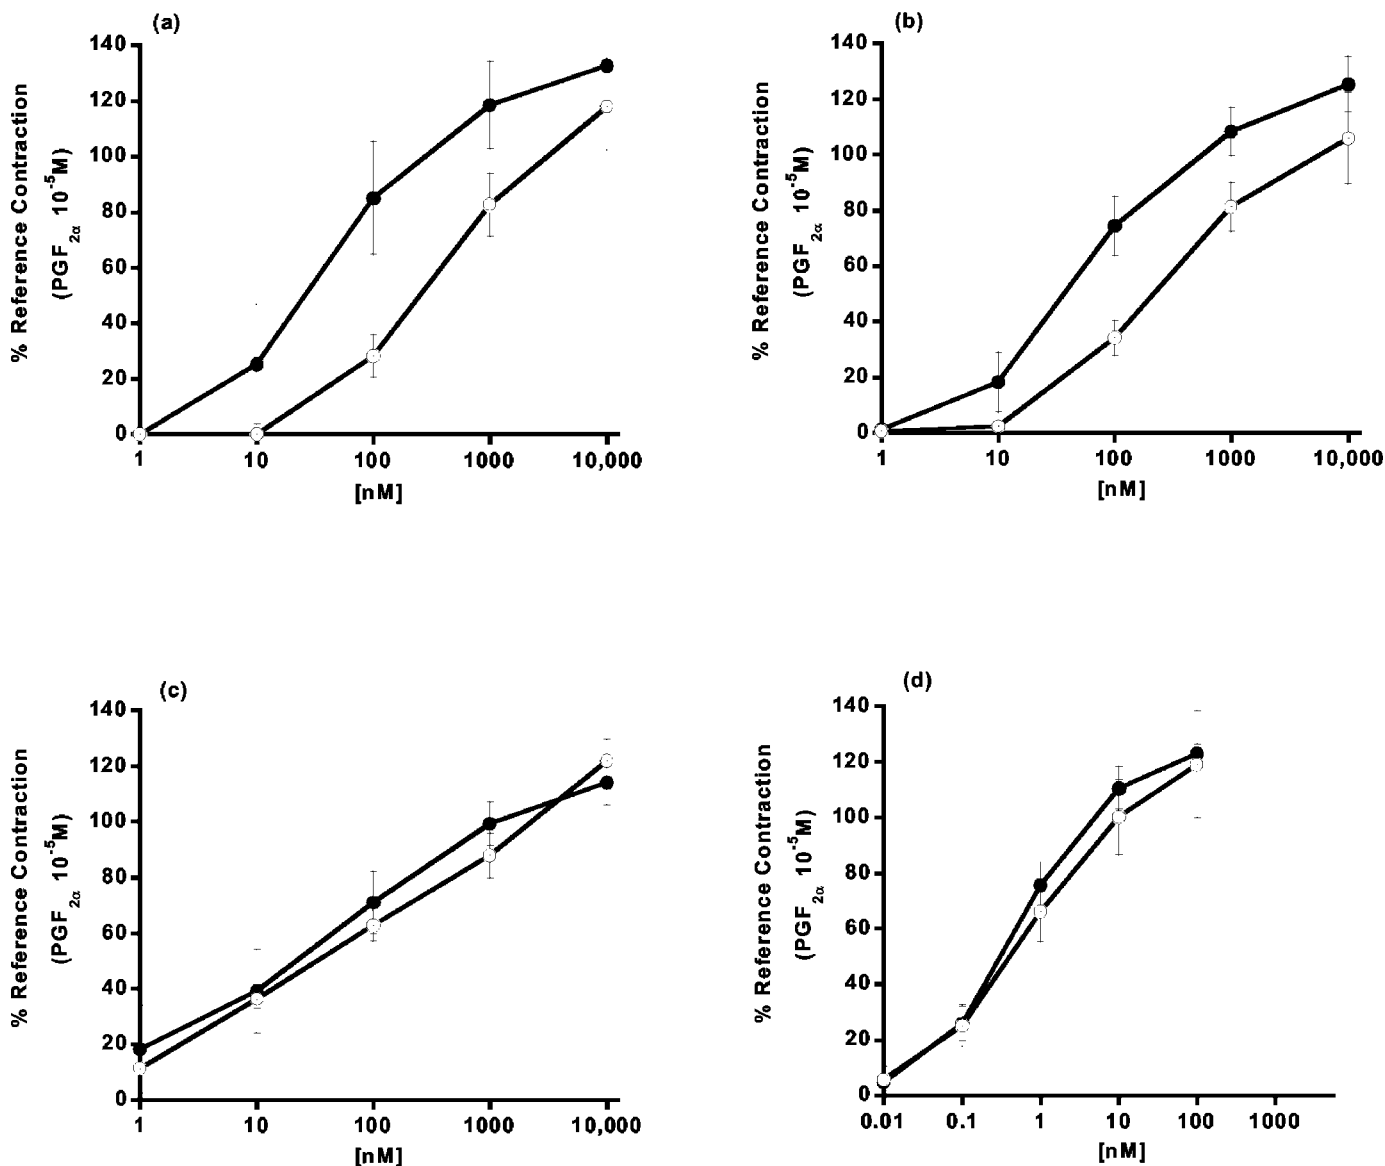 (a)
140
120
100
80
60
40
20
0
1 10 100 1000 10,000
[nM]
% Reference Contraction
(PGF2α 10-5M)
(b)
140
120
100
80
60
40
20
0
1 10 100 1000 10,000
[nM]
% Reference Contraction
(PGF2α 10-5M)
(c)
140
120
100
80
60
40
20
0
1 10 100 1000 10,000
[nM]
% Reference Contraction
(PGF2α 10-5M)
(d)
140
120
100
80
60
40
20
0
0.01 0.1 1 10 100 1000
[nM]
% Reference Contraction
(PGF2α 10-5M)